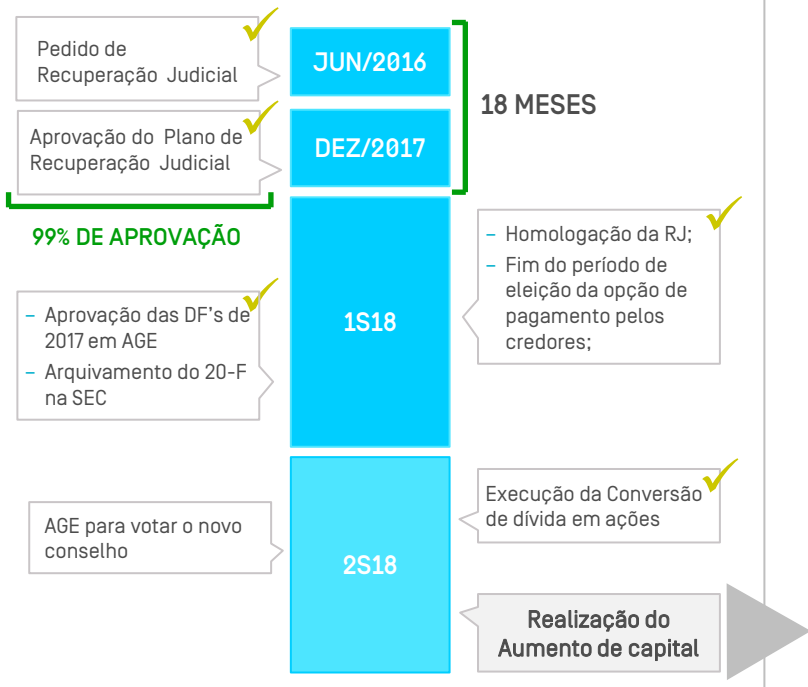 Pedido de
Recuperação Judicial
JUN/2016
18 MESES
Aprovação do Plano de
Recuperação Judicial
DEZ/2017
99% DE APROVAÇÃO
– Homologação da RJ;
– Fim do período de
eleição da opção de
pagamento pelos
credores;
– Aprovação das DF's de
2017 em AGE
– Arquivamento do 20-F
na SEC
1S18
Execução da Conversão
de dívida em ações
AGE para votar o novo
conselho
2S18
Realização do
Aumento de capital